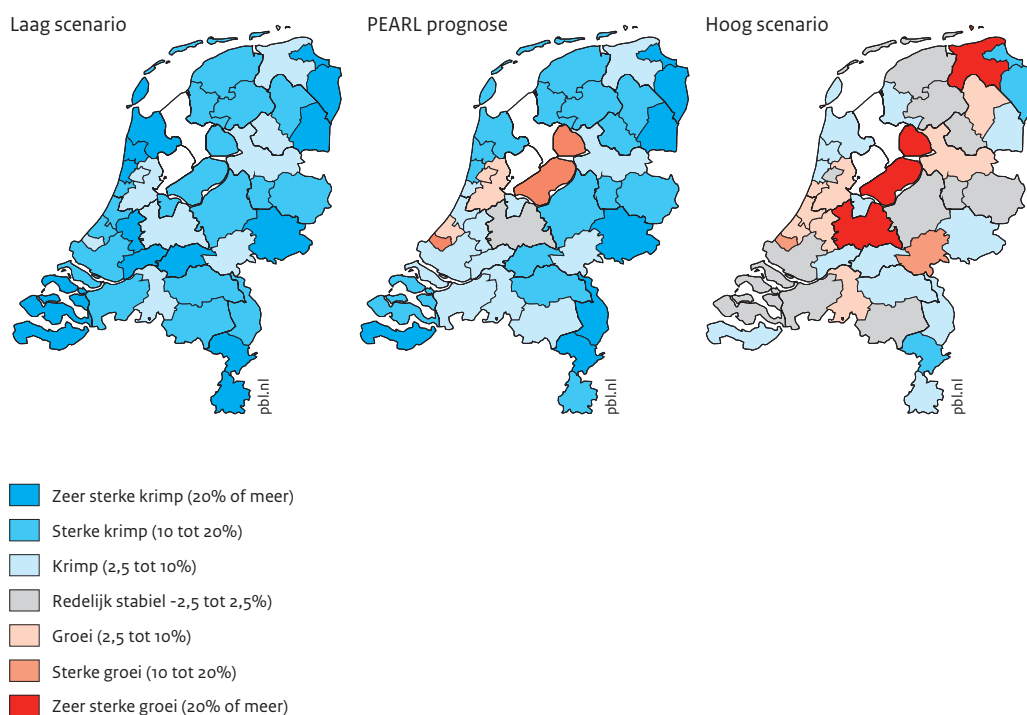 Laag scenario
PEARL prognose
Hoog scenario
pbl.nl
pbl.nl
pbl.nl
Zeer sterke krimp (20% of meer)
Sterke krimp (10 tot 20%)
Krimp (2,5 tot 10%)
Redelijk stabiel -2,5 tot 2,5%)
Groei (2,5 tot 10%)
Sterke groei (10 tot 20%)
Zeer sterke groei (20% of meer)